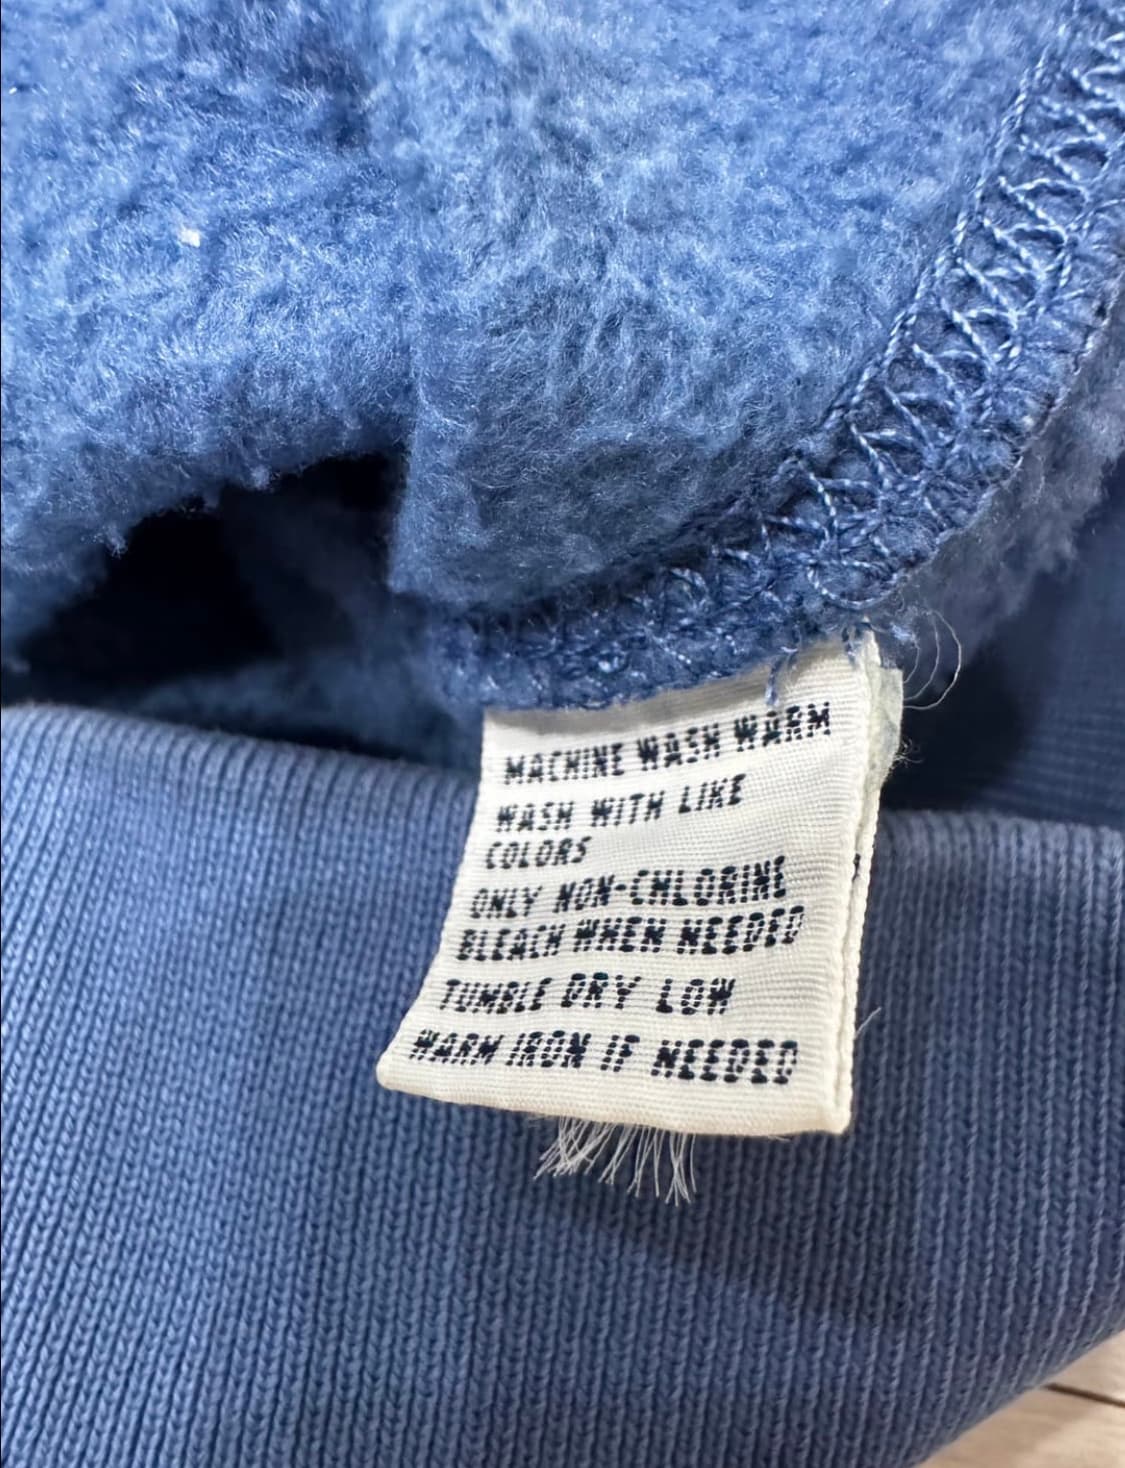 MACHINE WASH WARM
WASH WITH LIKE
COLORS
ONLY NON-CHLORINE
BLEACH WHEN NEEDED
TUMBLE DRY LOW
WARM IRON IF NEEDED